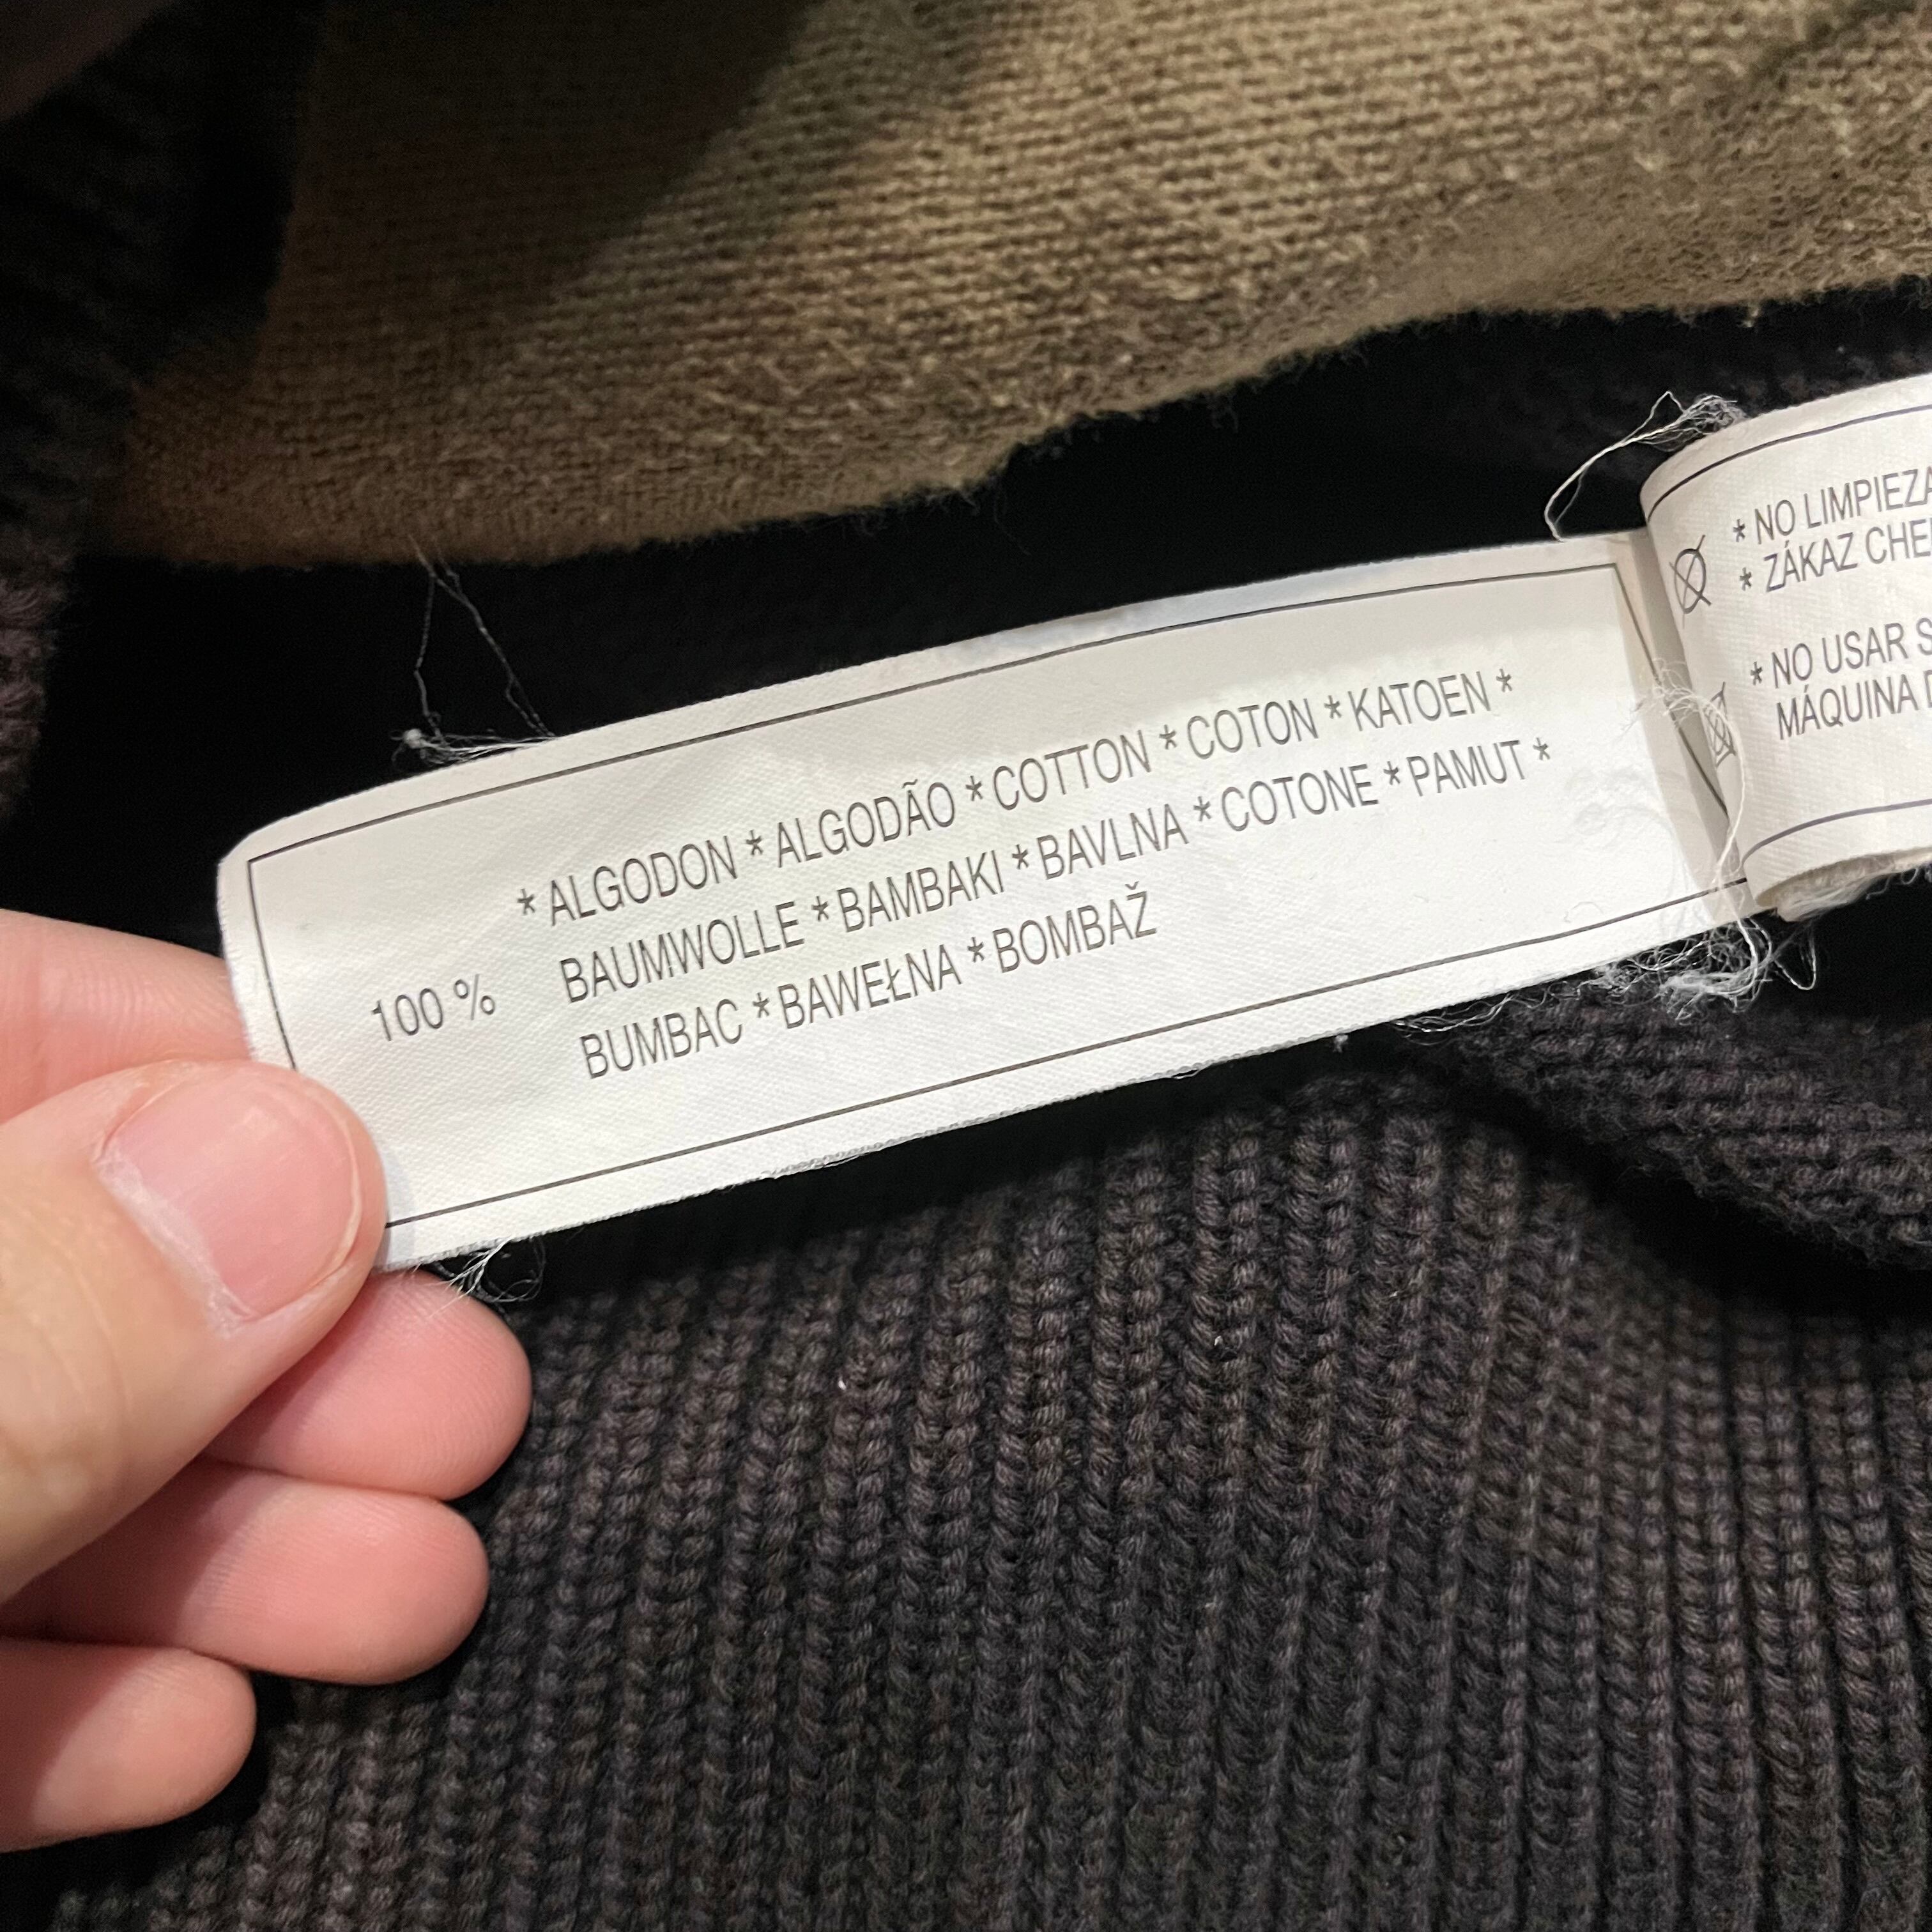 * ALGODON * ALGODÃO * COTTON * COTON * KATOEN *
BAUMWOLLE * BAMBAKI * BAVLNA * COTONE * PAMUT *
100 % BUMBAC * BAWEŁNA * BOMBAŽ
* NO LIMPIEZA
* ZÁKAZ CHE
* NO USAR S
MÁQUINA D